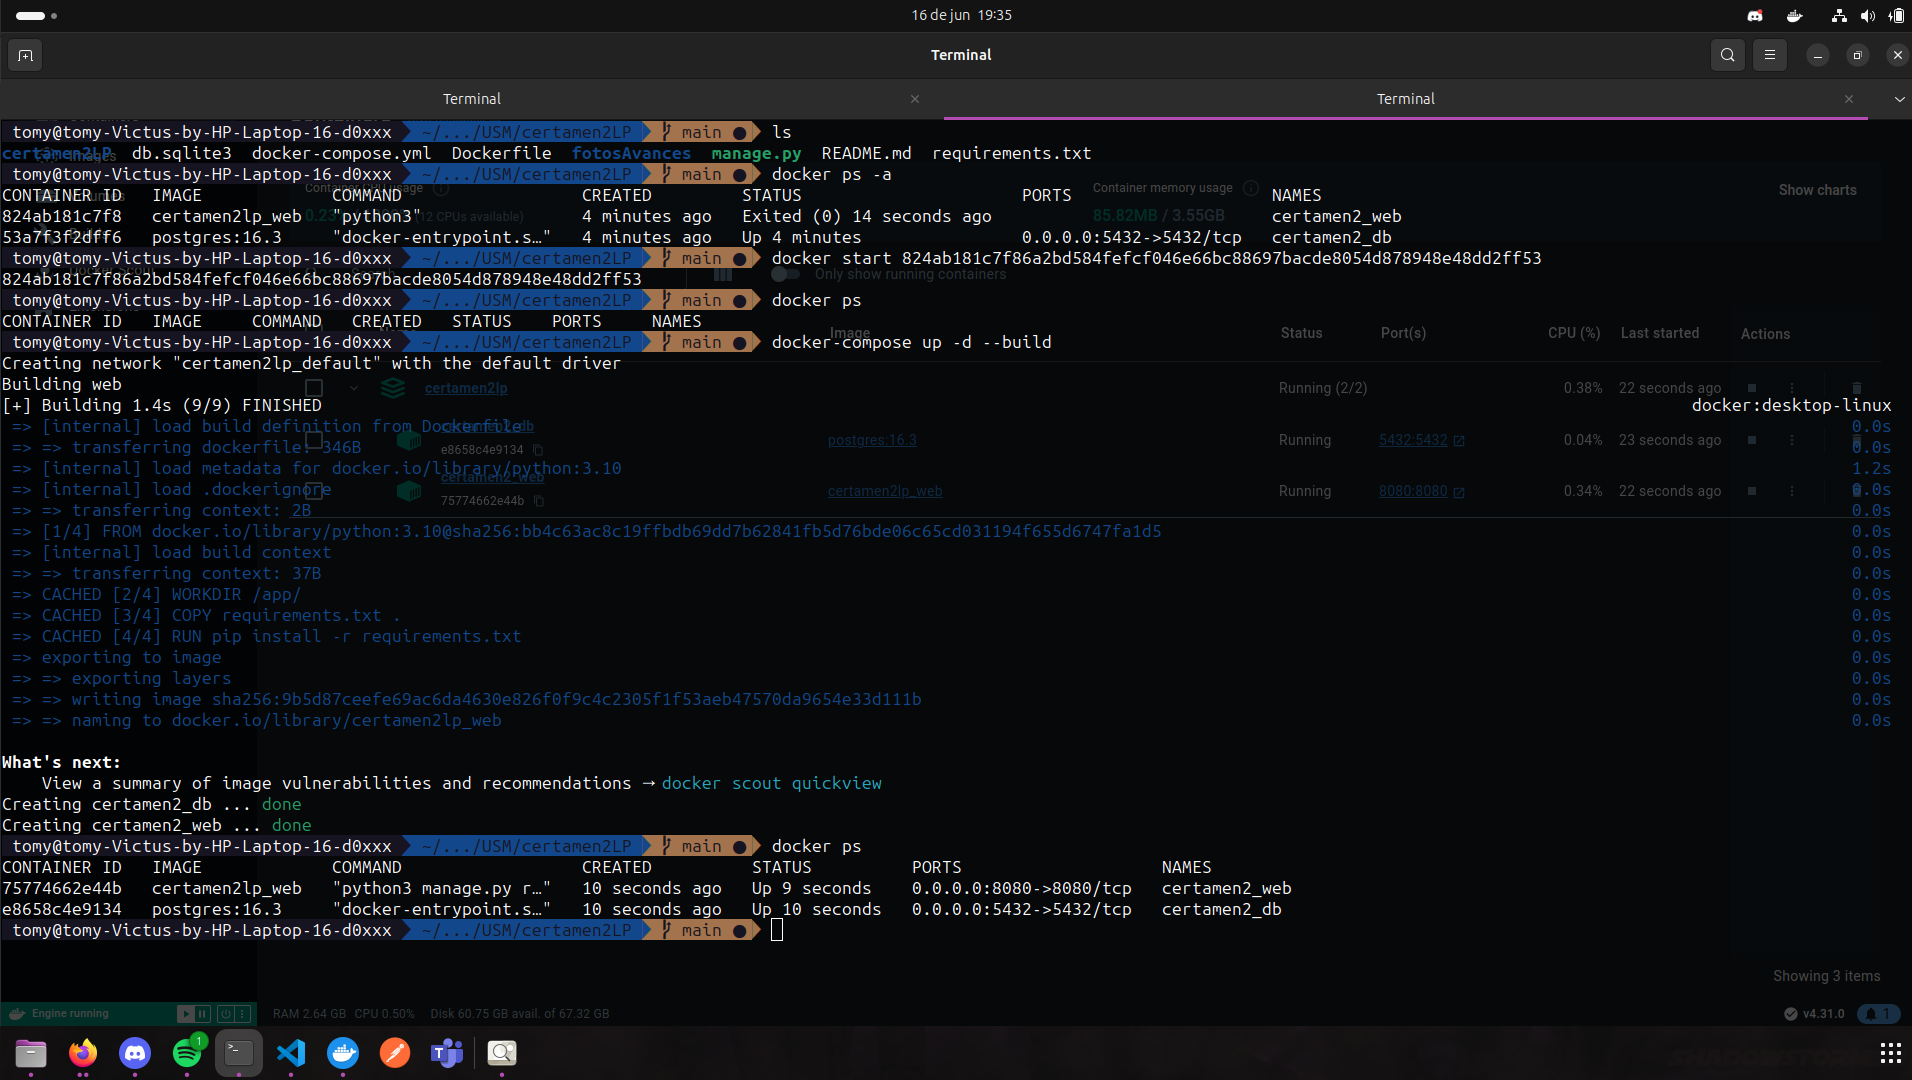 16 de jun 19:35
Terminal
Terminal
Terminal
tomy@tomy-Victus-by-HP-Laptop-16-d0xxx ~/.../USM/certamen2LP main ● ls
certamen2LP db.sqlite3 docker-compose.yml Dockerfile fotosAvances manage.py README.md requirements.txt
Images
tomy@tomy-Victus-by-HP-Laptop-16-d0xxx ~/.../USM/certamen2LP main ● docker ps -a
Container CPU usage
Container memory usage
Show charts
CONTAINER ID IMAGE COMMAND CREATED STATUS PORTS NAMES
824ab181c7f8 certamen2lp_web "python3" 4 minutes ago Exited (0) 14 seconds ago certamen2_web
(12 CPUs available)
85.82MB / 3.55GB
53a7f3f2dff6 postgres:16.3 "docker-entrypoint.s…" 4 minutes ago Up 4 minutes 0.0.0.0:5432->5432/tcp certamen2_db
tomy@tomy-Victus-by-HP-Laptop-16-d0xxx ~/.../USM/certamen2LP main ● docker start 824ab181c7f86a2bd584fefcf046e66bc88697bacde8054d878948e48dd2ff53
Docker Scout
Only show running containers
824ab181c7f86a2bd584fefcf046e66bc88697bacde8054d878948e48dd2ff53
tomy@tomy-Victus-by-HP-Laptop-16-d0xxx ~/.../USM/certamen2LP main ● docker ps
CONTAINER ID IMAGE COMMAND CREATED STATUS PORTS NAMES
Image Status Port(s) CPU (%) Last started Actions
tomy@tomy-Victus-by-HP-Laptop-16-d0xxx ~/.../USM/certamen2LP main ● docker-compose up -d --build
Creating network "certamen2lp_default" with the default driver
Building web
certamen2lp Running (2/2) 0.38% 22 seconds ago
[+] Building 1.4s (9/9) FINISHED docker:desktop-linux
=> [internal] load build definition from Dockerfile 0.0s
certamen2_db
postgres:16.3 Running 5432:5432 0.04% 23 seconds ago
=> => transferring dockerfile: 346B 0.0s
e8658c4e9134
=> [internal] load metadata for docker.io/library/python:3.10 1.2s
certamen2_web
=> [internal] load .dockerignore 0.0s
certamen2lp_web Running 8080:8080 0.34% 22 seconds ago
75774662e44b
=> => transferring context: 2B 0.0s
=> [1/4] FROM docker.io/library/python:3.10@sha256:bb4c63ac8c19ffbdb69dd7b62841fb5d76bde06c65cd031194f655d6747fa1d5 0.0s
=> [internal] load build context 0.0s
=> => transferring context: 37B 0.0s
=> CACHED [2/4] WORKDIR /app/ 0.0s
=> CACHED [3/4] COPY requirements.txt . 0.0s
=> CACHED [4/4] RUN pip install -r requirements.txt 0.0s
=> exporting to image 0.0s
=> => exporting layers 0.0s
=> => writing image sha256:9b5d87ceefe69ac6da4630e826f0f9c4c2305f1f53aeb47570da9654e33d111b 0.0s
=> => naming to docker.io/library/certamen2lp_web 0.0s
What's next:
View a summary of image vulnerabilities and recommendations → docker scout quickview
Creating certamen2_db ... done
Creating certamen2_web ... done
tomy@tomy-Victus-by-HP-Laptop-16-d0xxx ~/.../USM/certamen2LP main ● docker ps
CONTAINER ID IMAGE COMMAND CREATED STATUS PORTS NAMES
75774662e44b certamen2lp_web "python3 manage.py r…" 10 seconds ago Up 9 seconds 0.0.0.0:8080->8080/tcp certamen2_web
e8658c4e9134 postgres:16.3 "docker-entrypoint.s…" 10 seconds ago Up 10 seconds 0.0.0.0:5432->5432/tcp certamen2_db
tomy@tomy-Victus-by-HP-Laptop-16-d0xxx ~/.../USM/certamen2LP main ●
Showing 3 items
Engine running
RAM 2.64 GB CPU 0.50% Disk 60.75 GB avail. of 67.32 GB
v4.31.0
1
1